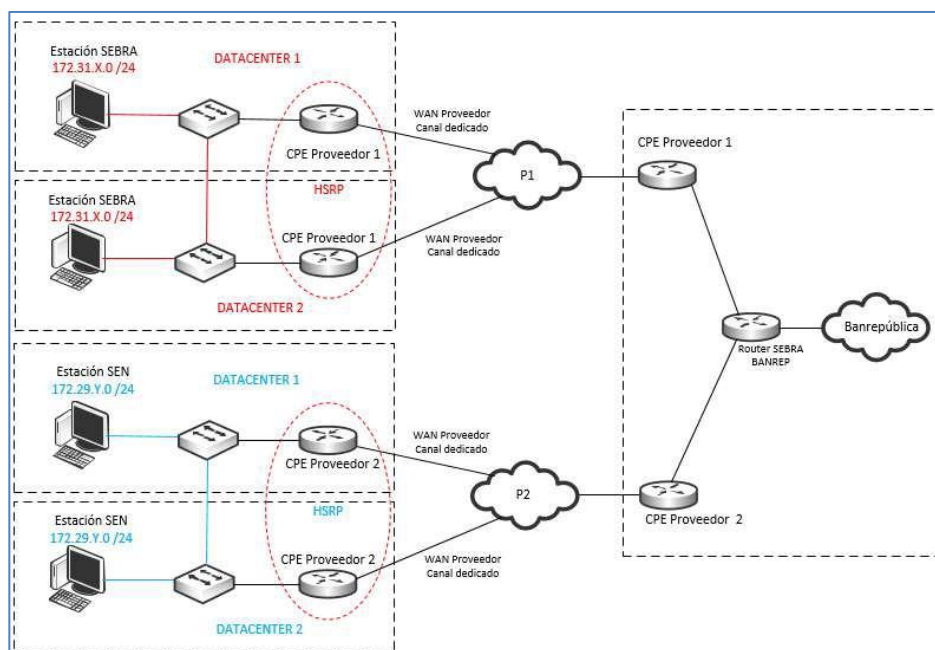 Estación SEBRA
172.31.X.0 /24
DATACENTER 1
CPE Proveedor 1
WAN Proveedor
Canal dedicado
HSRP
Estación SEBRA
172.31.X.0 /24
CPE Proveedor 1
WAN Proveedor
Canal dedicado
DATACENTER 2
P1
CPE Proveedor 1
Router SEBRA
BANREP
Banrepública
Estación SEN
172.29.Y.0 /24
DATACENTER 1
CPE Proveedor 2
WAN Proveedor
Canal dedicado
HSRP
Estación SEN
172.29.Y.0 /24
CPE Proveedor 2
WAN Proveedor
Canal dedicado
DATACENTER 2
P2
CPE Proveedor 2